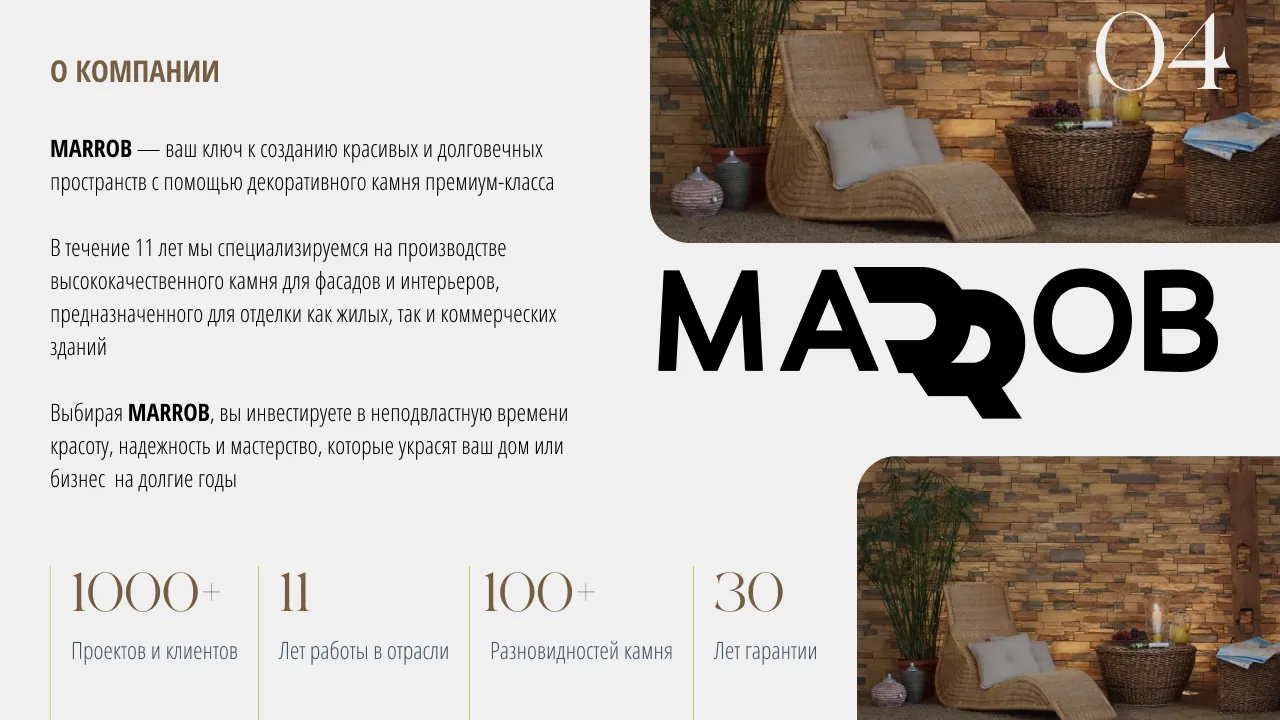 О КОМПАНИИ
04
MARROB — ваш ключ к созданию красивых и долговечных
пространств с помощью декоративного камня премиум-класса
В течение 11 лет мы специализируемся на производстве
высококачественного камня для фасадов и интерьеров,
предназначенного для отделки как жилых, так и коммерческих
зданий
Выбирая MARROB, вы инвестируете в неподвластную времени
красоту, надежность и мастерство, которые украсят ваш дом или
бизнес на долгие годы
MARROB
1000+
Проектов и клиентов
11
Лет работы в отрасли
100+
Разновидностей камня
30
Лет гарантии